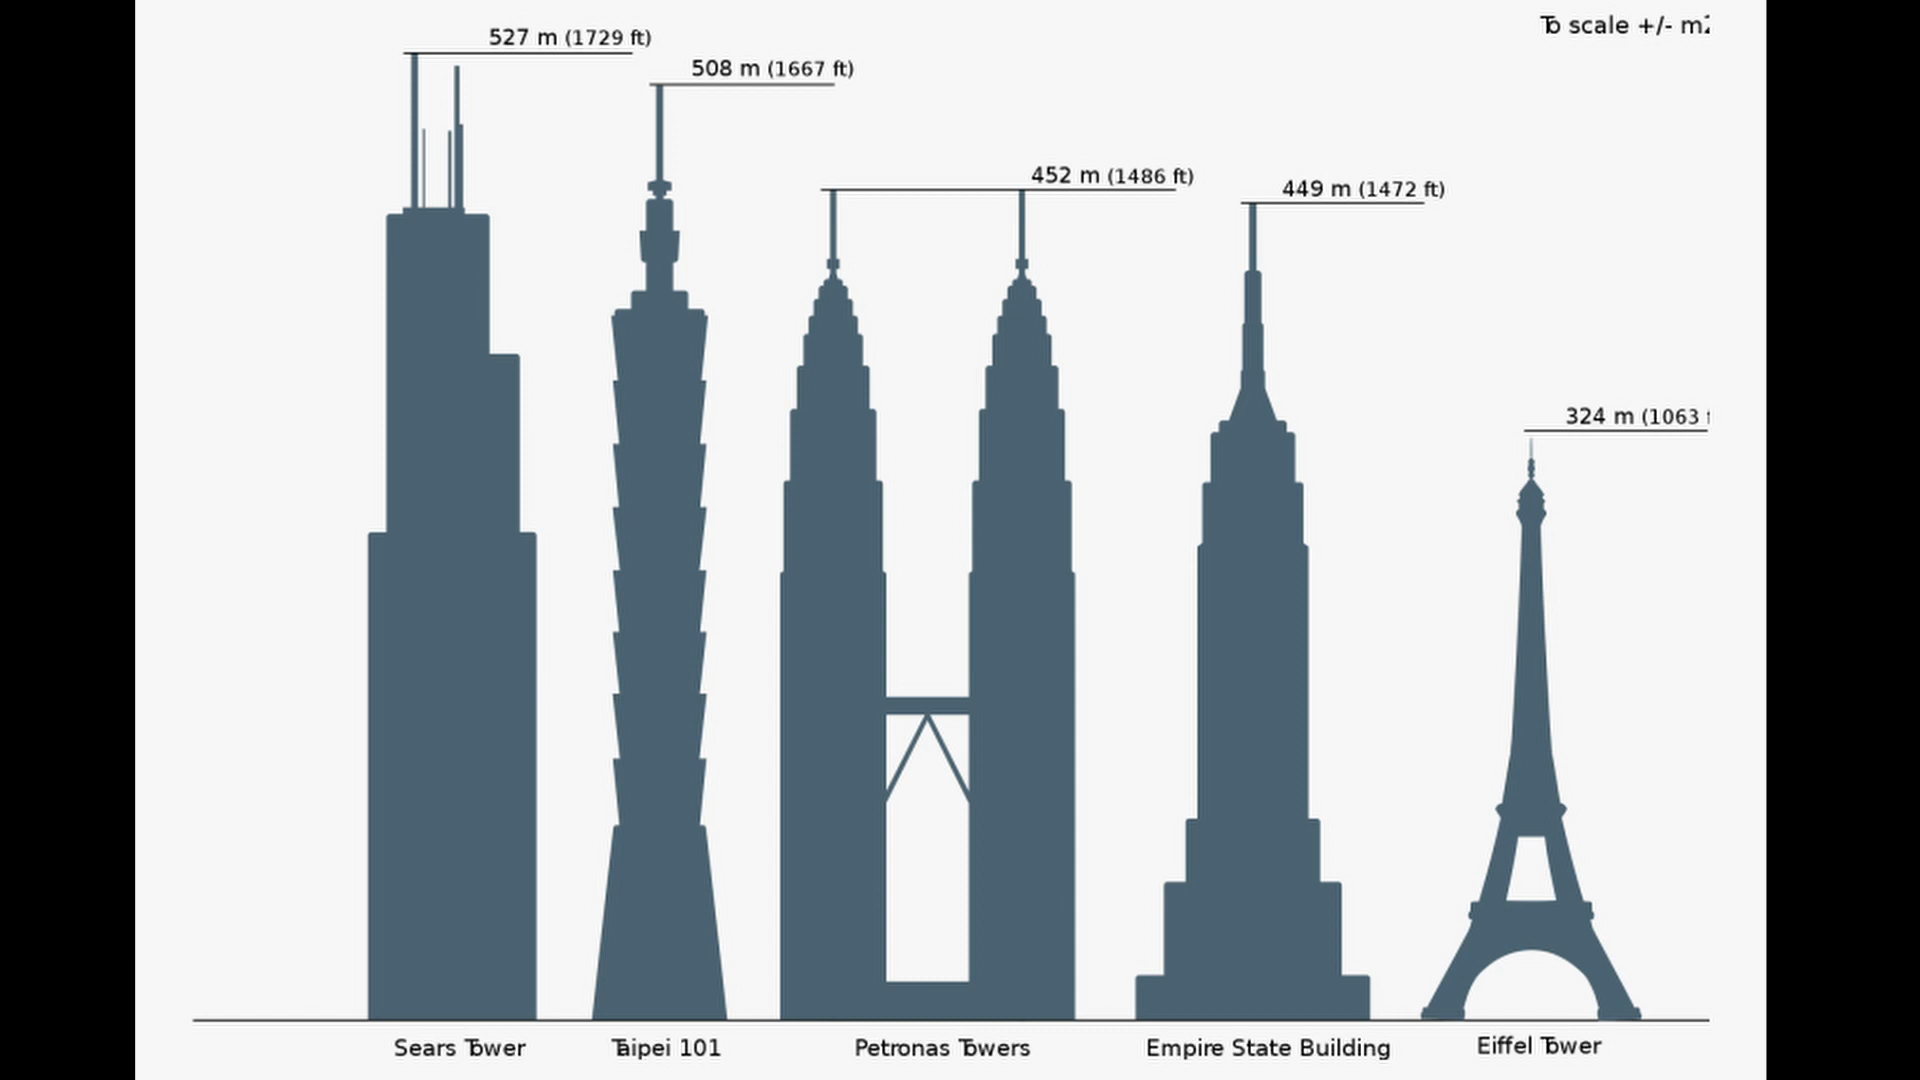 To scale +/- m
527 m (1729 ft)
508 m (1667 ft)
452 m (1486 ft)
449 m (1472 ft)
324 m (1063
Sears Tower
Taipei 101
Petronas Towers
Empire State Building
Eiffel Tower